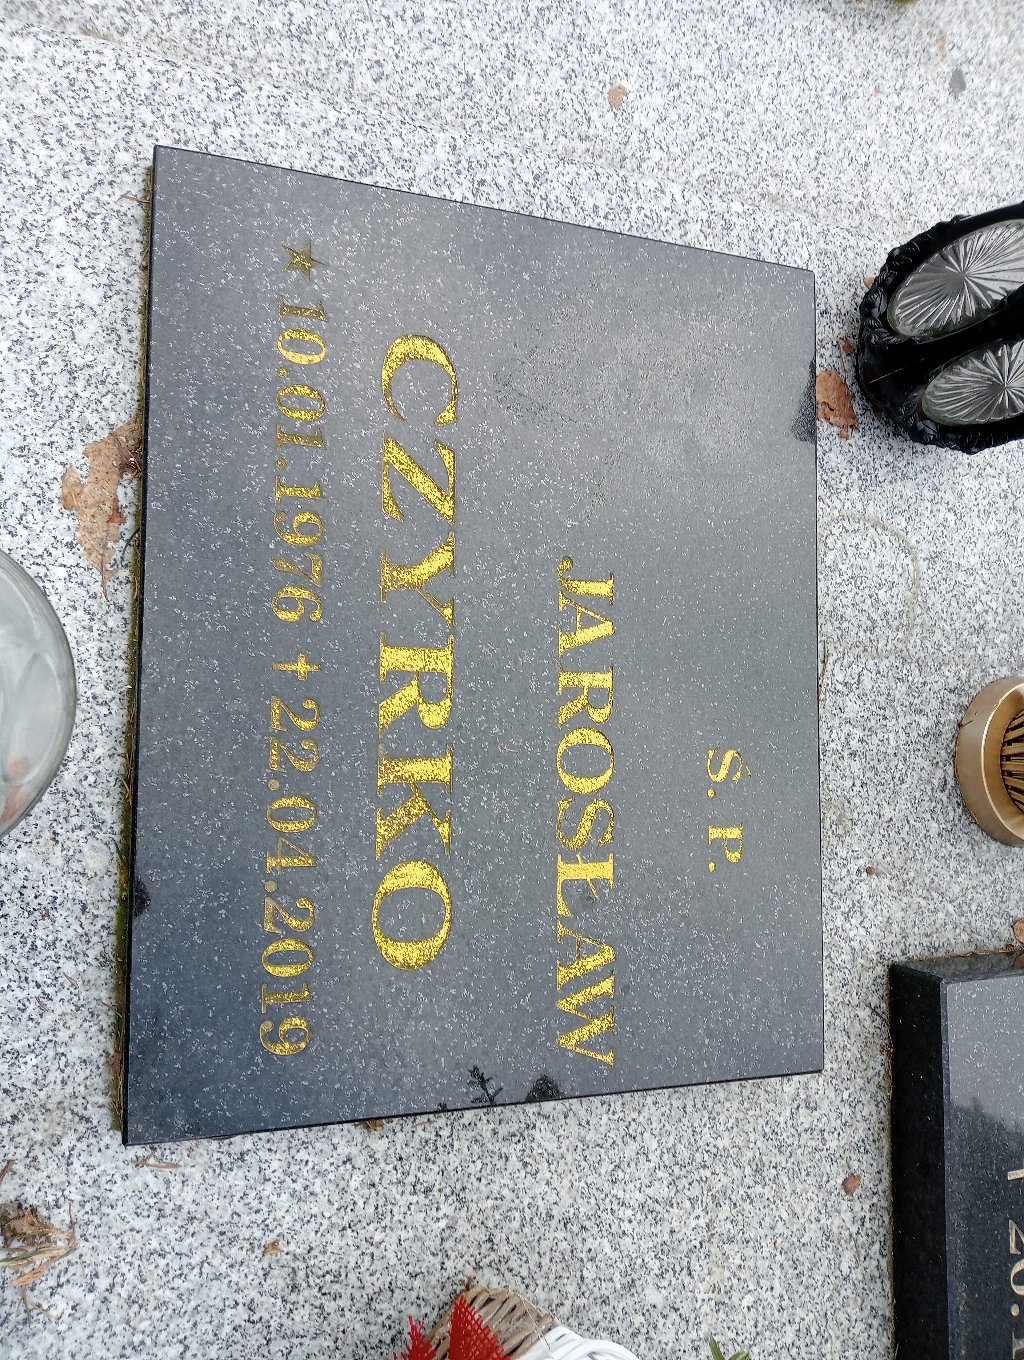 Ś. P.
JAROSŁAW
CZYRKO
★ 10.01.1976 ✝ 22.04.2019